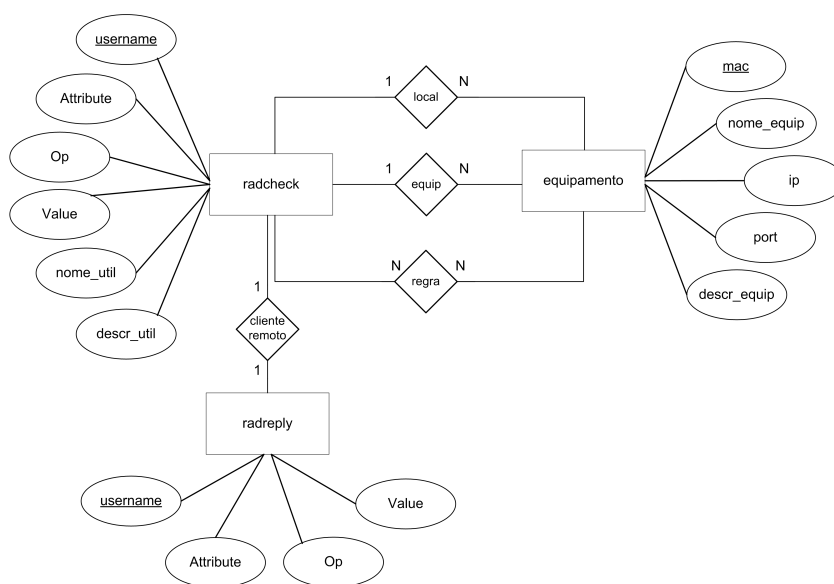 username
Attribute
Op
Value
nome_util
descr_util
radcheck
1
local
N
1
equip
N
N
regra
N
equipamento
mac
nome_equip
ip
port
descr_equip
1
cliente
remoto
1
radreply
username
Attribute
Op
Value